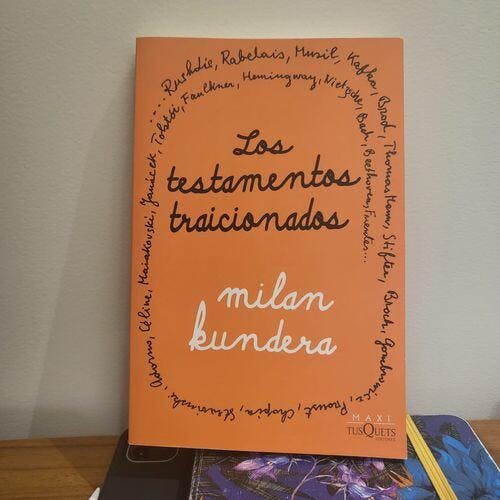 .... Rushdie, Rabelais, Musil, Kafka, Brod, Thomas Mann, Stifter, Broch, Gombrowicz, Proust, Chopin, Stravinski, Adorno, Céline, Maiakovski, Janácek, Tolstói, Faulkner, Hemingway, Nietzsche, Bach, Beethoven, Fuentes...
Los
testamentos
traicionados
milan
kundera
MAXI
TUSQUETS
EDITORES